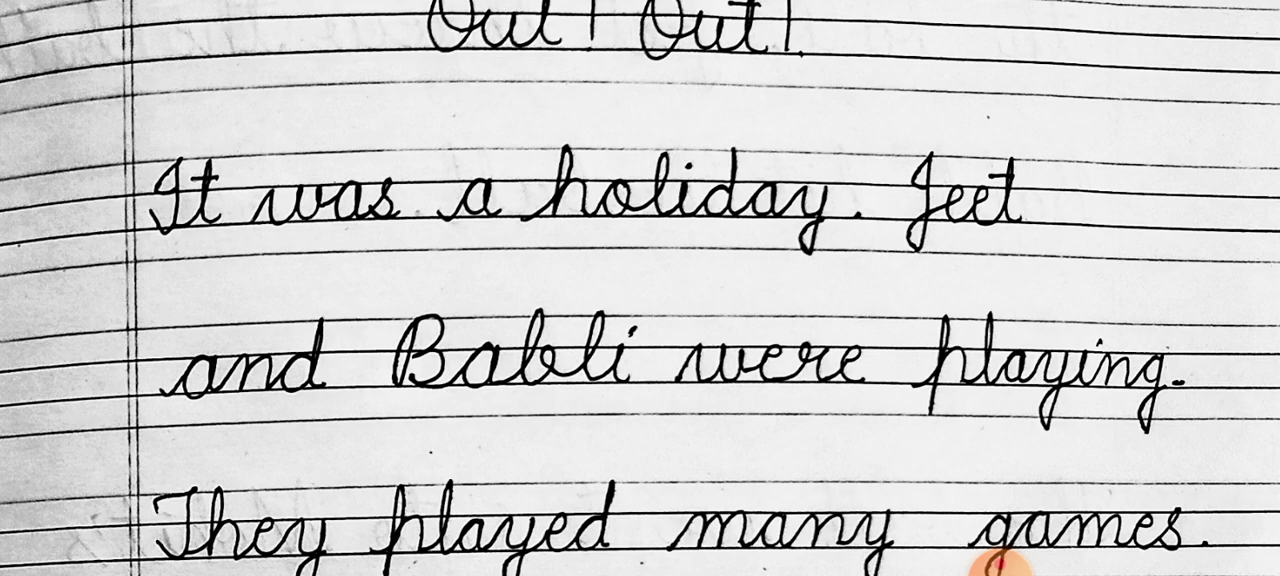 Out! Out!
It was a holiday. Jeet
and Babli were playing.
They played many games.